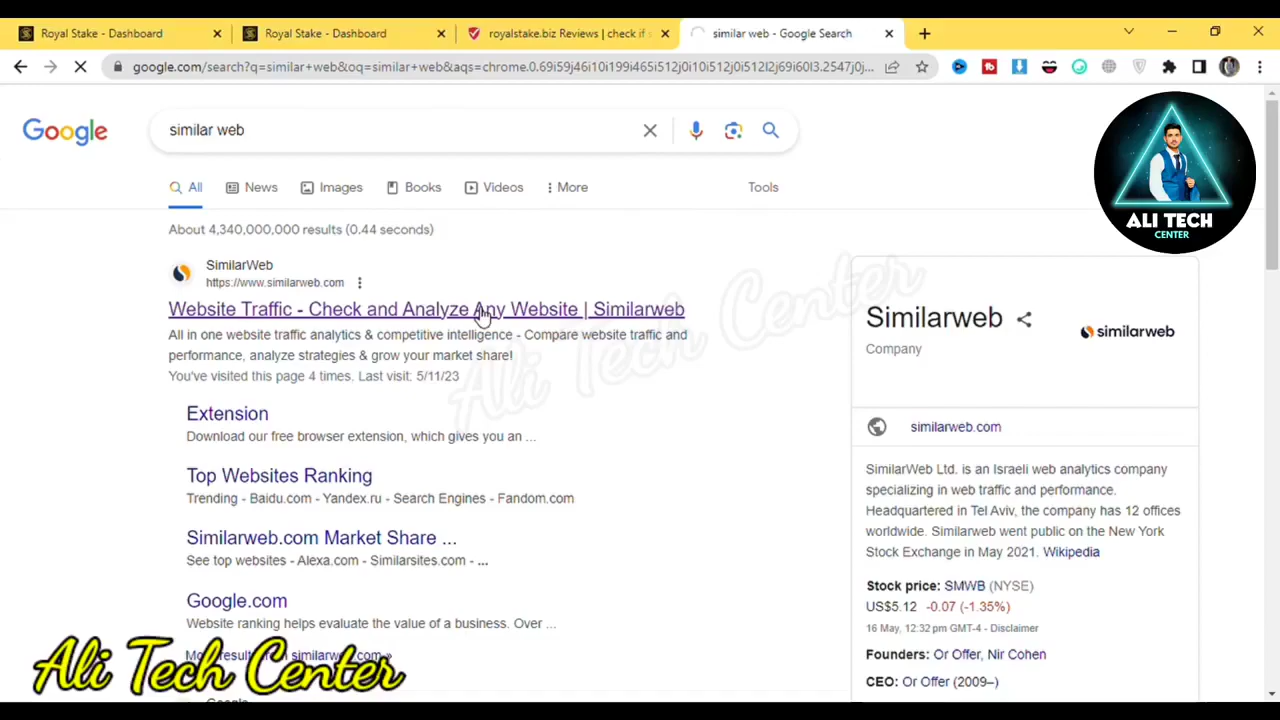 Royal Stake - Dashboard
Royal Stake - Dashboard
royalstake.biz Reviews | check if s
similar web - Google Search
google.com/search?q=similar+web&oq=similar+web&aqs=chrome.0.69i59j46i10i199i465i512j0i10i512j0i512l2j69i60l3.2547j0j...
Google
similar web
All
News
Images
Books
Videos
More
Tools
ALI TECH
CENTER
About 4,340,000,000 results (0.44 seconds)
SimilarWeb
https://www.similarweb.com
Website Traffic - Check and Analyze Any Website | Similarweb
All in one website traffic analytics & competitive intelligence - Compare website traffic and
performance, analyze strategies & grow your market share!
You've visited this page 4 times. Last visit: 5/11/23
Extension
Download our free browser extension, which gives you an ...
Top Websites Ranking
Trending - Baidu.com - Yandex.ru - Search Engines - Fandom.com
Similarweb.com Market Share ...
See top websites - Alexa.com - Similarsites.com - ...
Google.com
Website ranking helps evaluate the value of a business. Over ...
Ali Tech Center
Similarweb
Company
similarweb
similarweb.com
SimilarWeb Ltd. is an Israeli web analytics company
specializing in web traffic and performance.
Headquartered in Tel Aviv, the company has 12 offices
worldwide. Similarweb went public on the New York
Stock Exchange in May 2021. Wikipedia
Stock price: SMWB (NYSE)
US$5.12 -0.07 (-1.35%)
16 May, 12:32 pm GMT-4 - Disclaimer
Founders: Or Offer, Nir Cohen
CEO: Or Offer (2009–)
Ali Tech Center